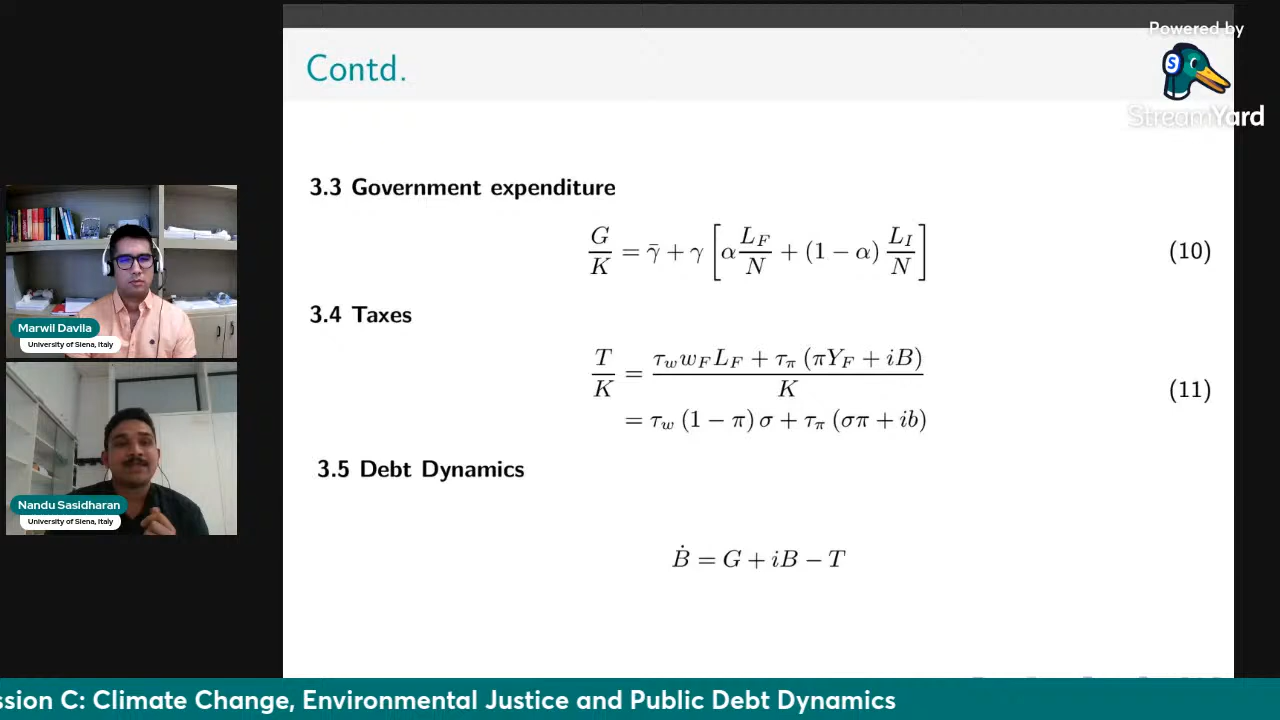 Contd.
Powered by
StreamYard
3.3 Government expenditure
G/K = γ̄ + γ [α L_F/N + (1 − α) L_I/N] (10)
3.4 Taxes
T/K = τ_w w_F L_F + τ_π (πY_F + iB) / K
= τ_w (1 − π) σ + τ_π (σπ + ib) (11)
3.5 Debt Dynamics
Ḃ = G + iB − T
Marwil Davila
University of Siena, Italy
Nandu Sasidharan
University of Siena, Italy
ssion C: Climate Change, Environmental Justice and Public Debt Dynamics